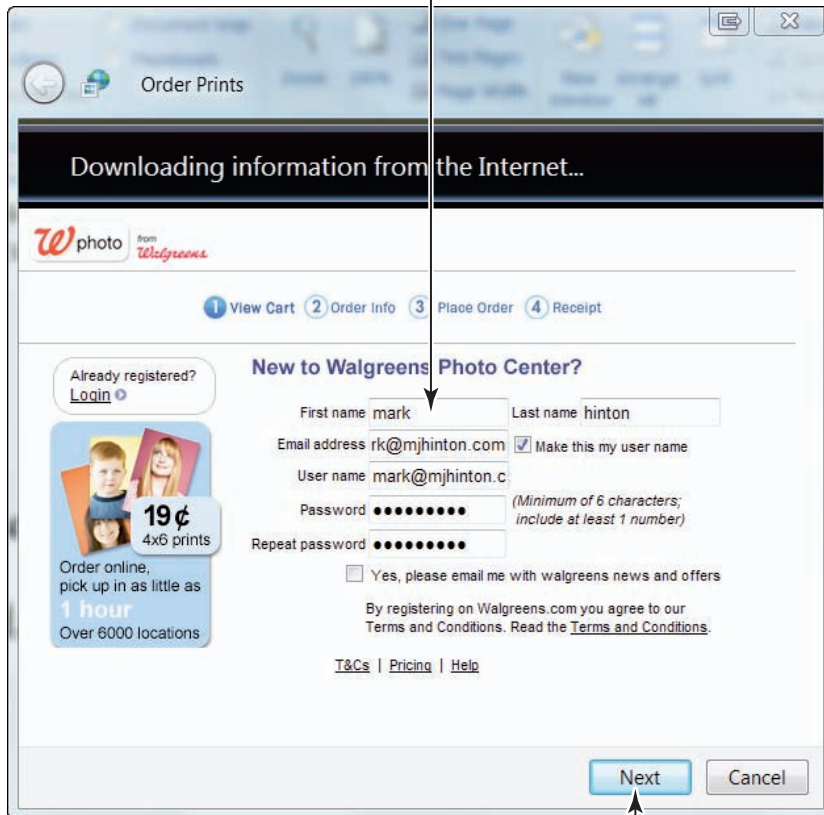 Order Prints
Downloading information from the Internet...
W photo from Walgreens
1 View Cart 2 Order Info 3 Place Order 4 Receipt
Already registered?
Login
19¢
4x6 prints
Order online,
pick up in as little as
1 hour
Over 6000 locations
New to Walgreens Photo Center?
First name mark Last name hinton
Email address rk@mjhinton.com Make this my user name
User name mark@mjhinton.c
Password ●●●●●●●●● (Minimum of 6 characters;
include at least 1 number)
Repeat password ●●●●●●●●●
Yes, please email me with walgreens news and offers
By registering on Walgreens.com you agree to our
Terms and Conditions. Read the Terms and Conditions.
T&Cs | Pricing | Help
Next Cancel